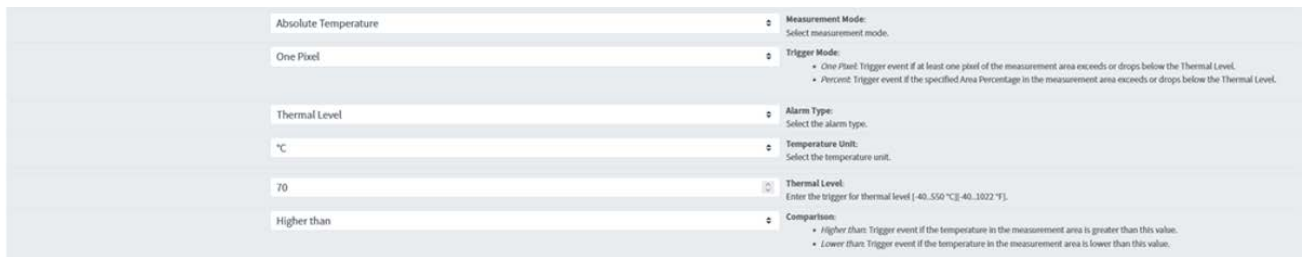 Absolute Temperature
Measurement Mode:
Select measurement mode.
One Pixel
Trigger Mode:
• One Pixel: Trigger event if at least one pixel of the measurement area exceeds or drops below the Thermal Level.
• Percent: Trigger event if the specified Area Percentage in the measurement area exceeds or drops below the Thermal Level.
Thermal Level
Alarm Type:
Select the alarm type.
°C
Temperature Unit:
Select the temperature unit.
70
Thermal Level:
Enter the trigger for thermal level [-40..550 °C][-40..1022 °F].
Higher than
Comparison:
• Higher than: Trigger event if the temperature in the measurement area is greater than this value.
• Lower than: Trigger event if the temperature in the measurement area is lower than this value.